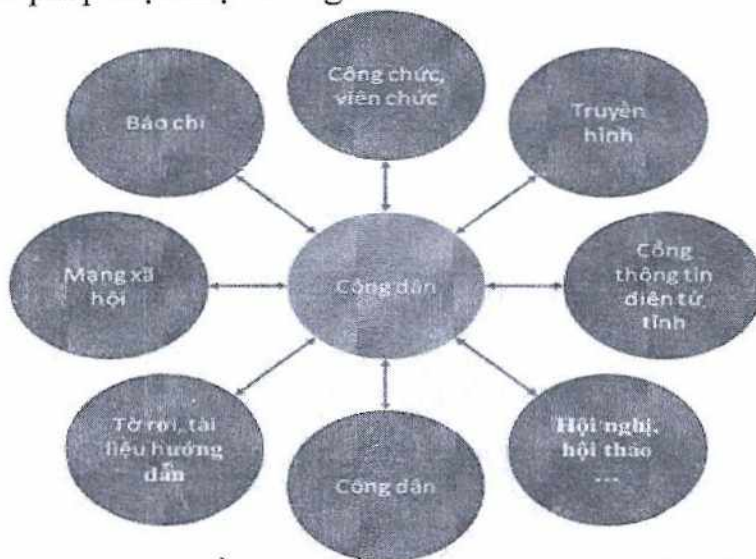 Công chức,
viên chức
Báo chí
Truyền
hình
Mạng xã
hội
Công dân
Cổng
thông tin
điện tử
tỉnh
Tờ rơi, tài
liệu hướng
dẫn
Công dân
Hội nghị,
hội thảo
...